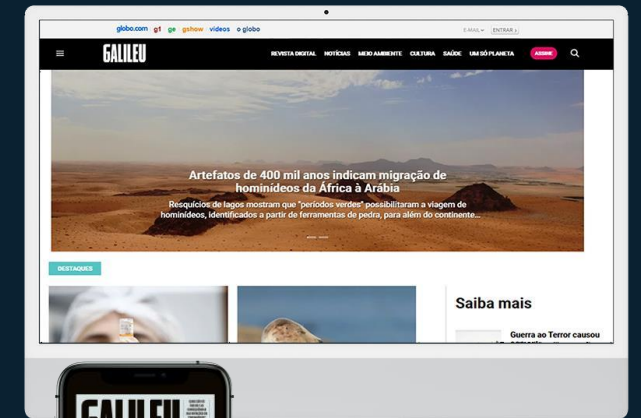 globo.com g1 ge gshow vídeos o globo E-MAIL ENTRAR ›
GALILEU REVISTA DIGITAL NOTÍCIAS MEIO AMBIENTE CULTURA SAÚDE UM SÓ PLANETA ASSINE
Artefatos de 400 mil anos indicam migração de
hominídeos da África à Arábia
Resquícios de lagos mostram que "períodos verdes" possibilitaram a viagem de
hominídeos, identificados a partir de ferramentas de pedra, para além do continente...
DESTAQUES
Saiba mais
Guerra ao Terror causou
GALILEU